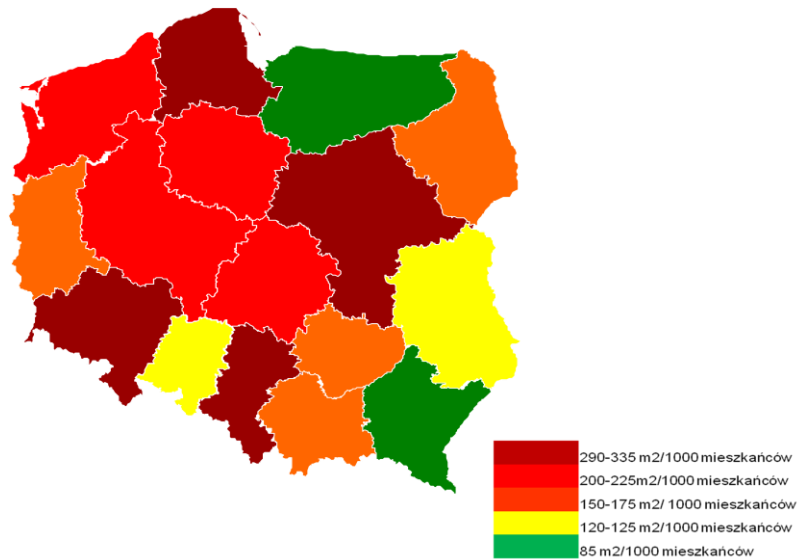 290-335 m2/1000 mieszkańców
200-225m2/1000 mieszkańców
150-175 m2/ 1000 mieszkańców
120-125 m2/1000 mieszkańców
85 m2/1000 mieszkańców